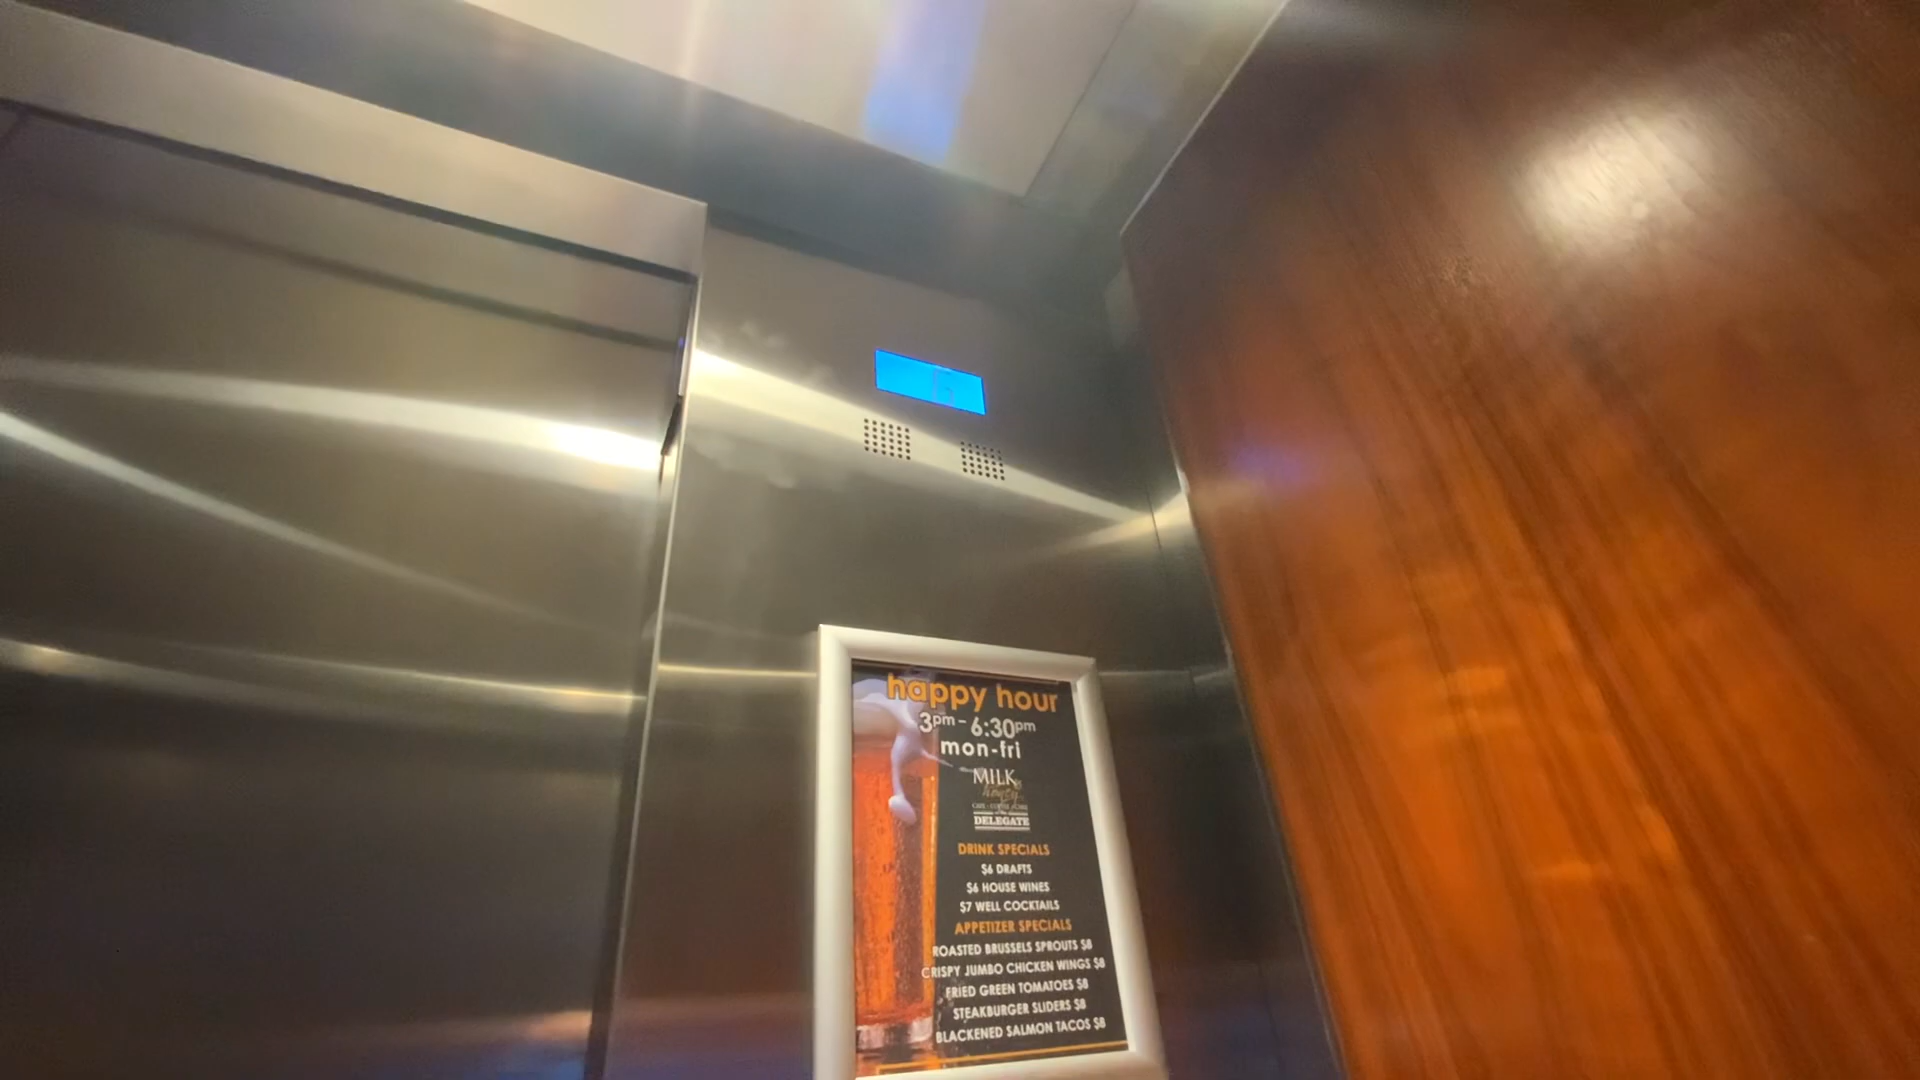 happy hour
3pm - 6:30pm
mon-fri
MILK &
honey
DELEGATE
DRINK SPECIALS
$6 DRAFTS
$6 HOUSE WINES
$7 WELL COCKTAILS
APPETIZER SPECIALS
ROASTED BRUSSELS SPROUTS $8
CRISPY JUMBO CHICKEN WINGS $8
FRIED GREEN TOMATOES $8
STEAKBURGER SLIDERS $8
BLACKENED SALMON TACOS $8